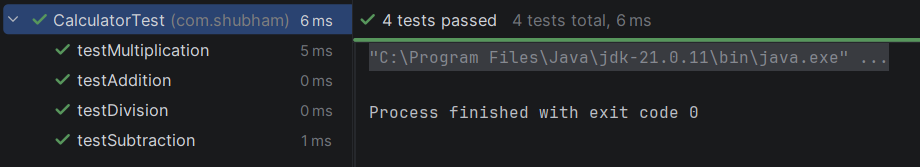 CalculatorTest (com.shubham) 6 ms
testMultiplication 5 ms
testAddition 0 ms
testDivision 0 ms
testSubtraction 1 ms
4 tests passed 4 tests total, 6 ms
"C:\Program Files\Java\jdk-21.0.11\bin\java.exe" ...
Process finished with exit code 0